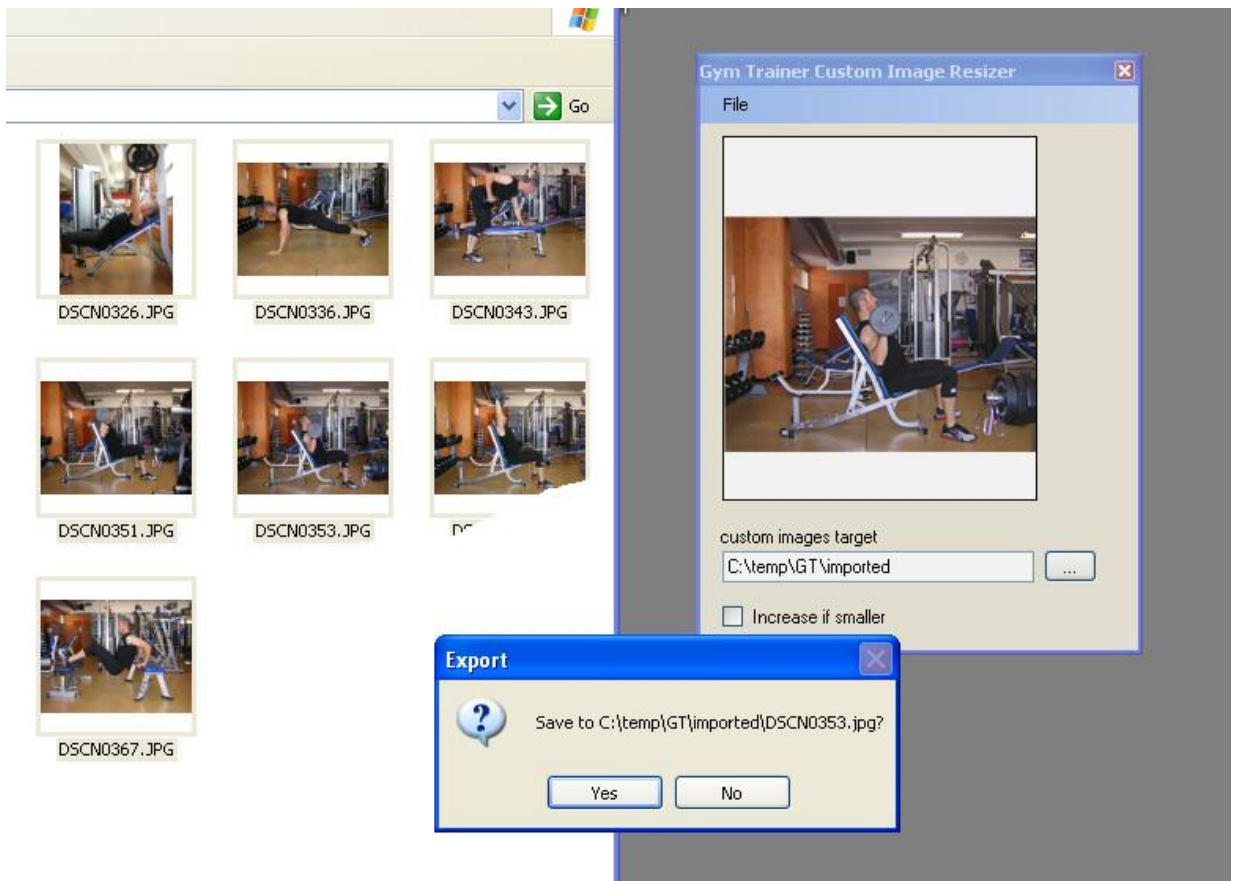 Go
DSCN0326.JPG
DSCN0336.JPG
DSCN0343.JPG
DSCN0351.JPG
DSCN0353.JPG
DSCN0367.JPG
Gym Trainer Custom Image Resizer
File
custom images target
C:\temp\GT\imported
...
Increase if smaller
Export
Save to C:\temp\GT\imported\DSCN0353.jpg?
Yes
No